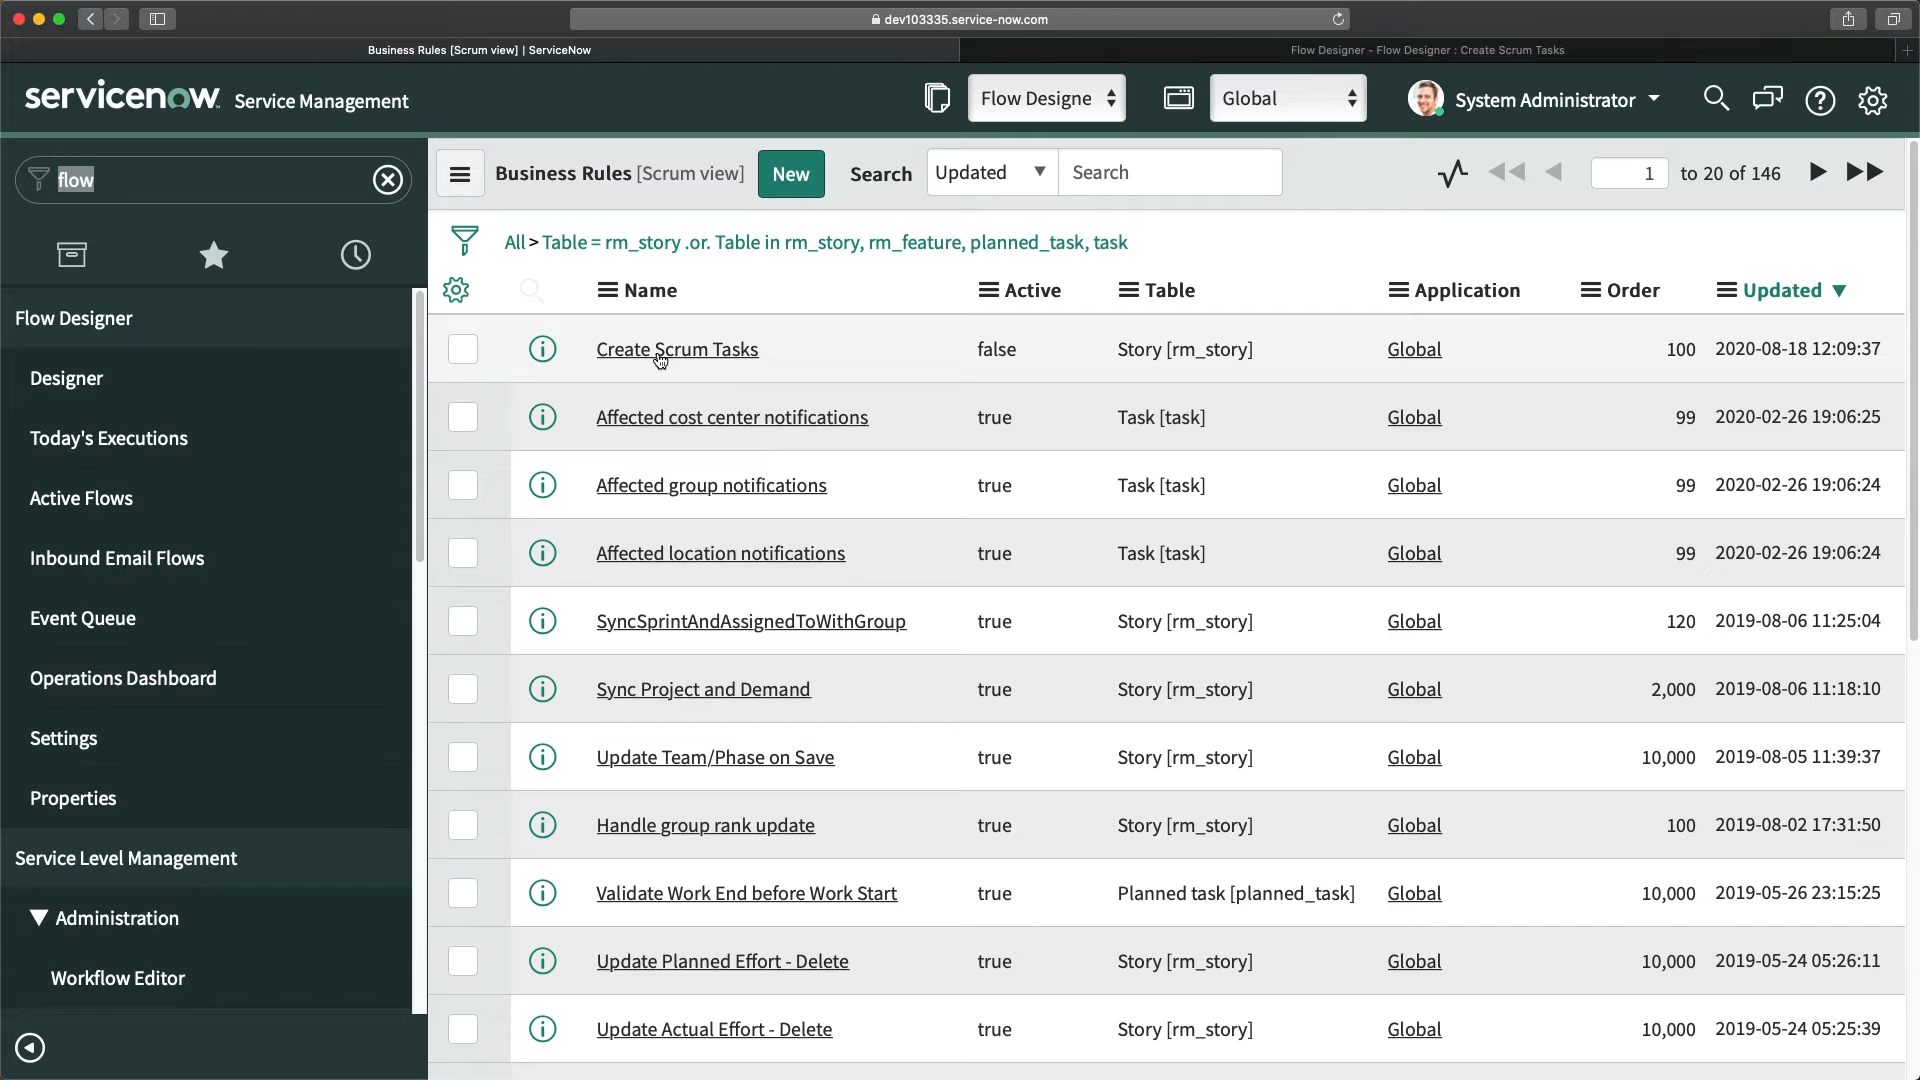 dev103335.service-now.com
Business Rules [Scrum view] | ServiceNow
Flow Designer - Flow Designer : Create Scrum Tasks
servicenow Service Management
Flow Designe
Global
System Administrator
flow
Business Rules [Scrum view]
New
Search
Updated
Search
1 to 20 of 146
All > Table = rm_story .or. Table in rm_story, rm_feature, planned_task, task
Name Active Table Application Order Updated
Flow Designer
Designer
Today's Executions
Active Flows
Inbound Email Flows
Event Queue
Operations Dashboard
Settings
Properties
Service Level Management
Administration
Workflow Editor
Create Scrum Tasks false Story [rm_story] Global 100 2020-08-18 12:09:37
Affected cost center notifications true Task [task] Global 99 2020-02-26 19:06:25
Affected group notifications true Task [task] Global 99 2020-02-26 19:06:24
Affected location notifications true Task [task] Global 99 2020-02-26 19:06:24
SyncSprintAndAssignedToWithGroup true Story [rm_story] Global 120 2019-08-06 11:25:04
Sync Project and Demand true Story [rm_story] Global 2,000 2019-08-06 11:18:10
Update Team/Phase on Save true Story [rm_story] Global 10,000 2019-08-05 11:39:37
Handle group rank update true Story [rm_story] Global 100 2019-08-02 17:31:50
Validate Work End before Work Start true Planned task [planned_task] Global 10,000 2019-05-26 23:15:25
Update Planned Effort - Delete true Story [rm_story] Global 10,000 2019-05-24 05:26:11
Update Actual Effort - Delete true Story [rm_story] Global 10,000 2019-05-24 05:25:39